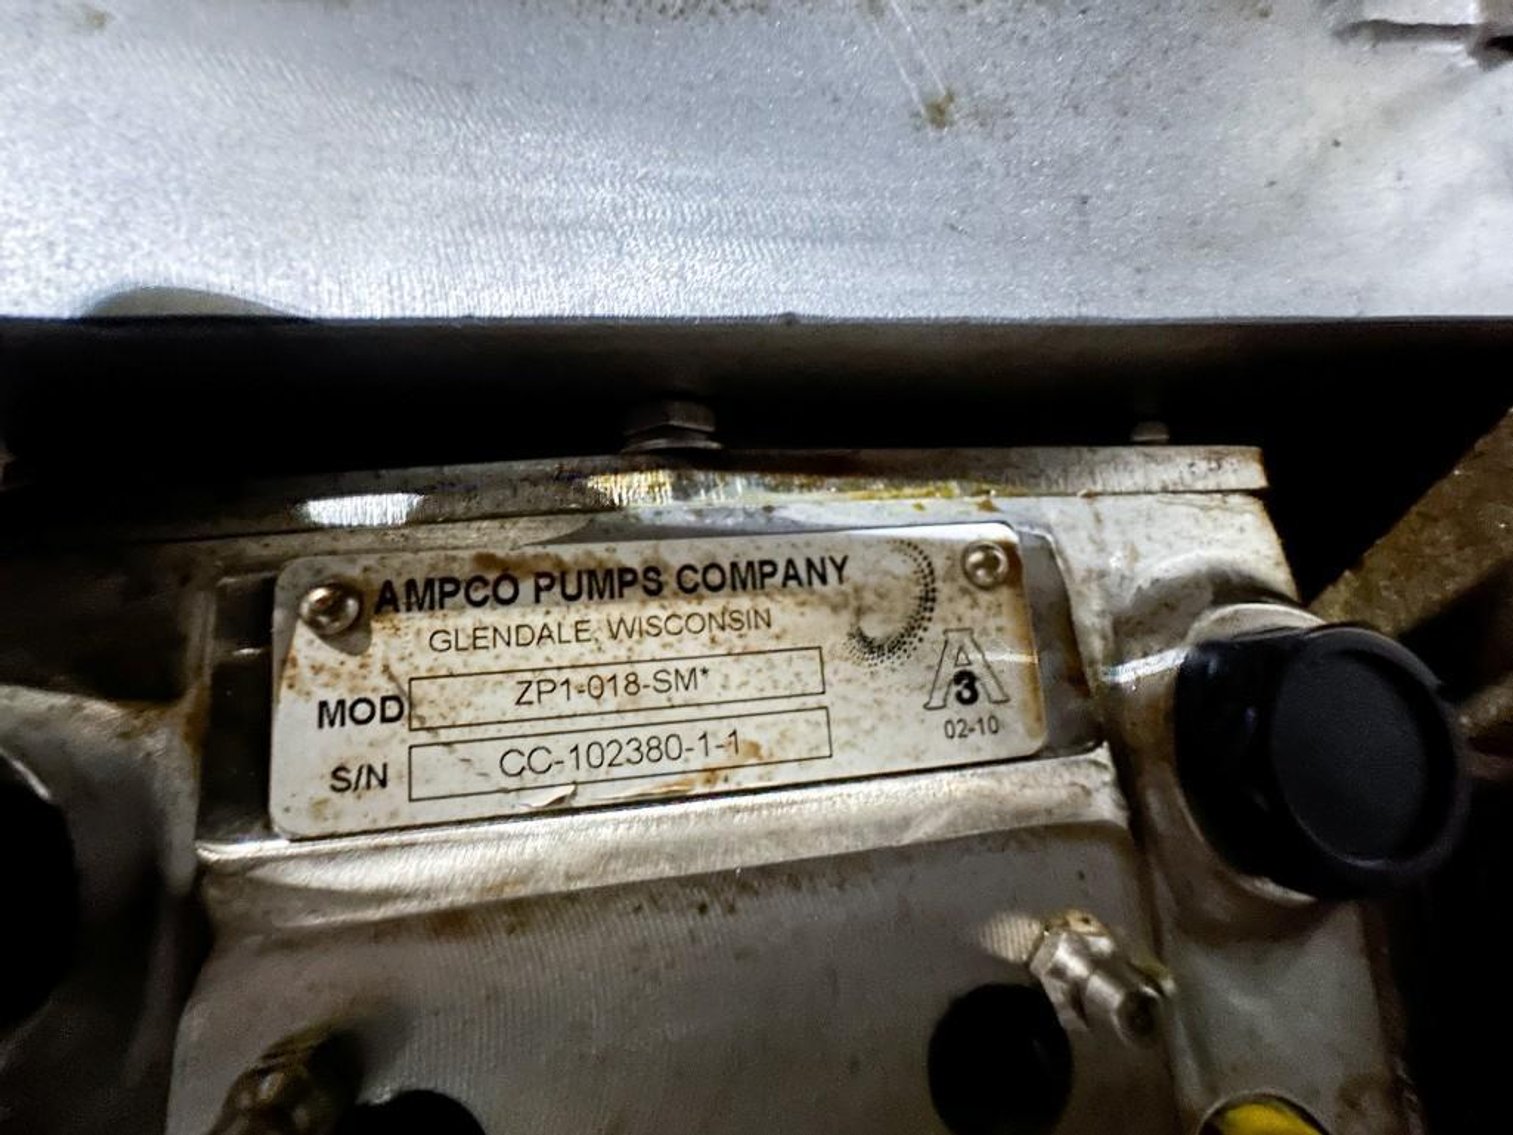 AMPCO PUMPS COMPANY
GLENDALE, WISCONSIN
MOD ZP1-018-SM*
S/N CC-102380-1-1
A
3
02-10